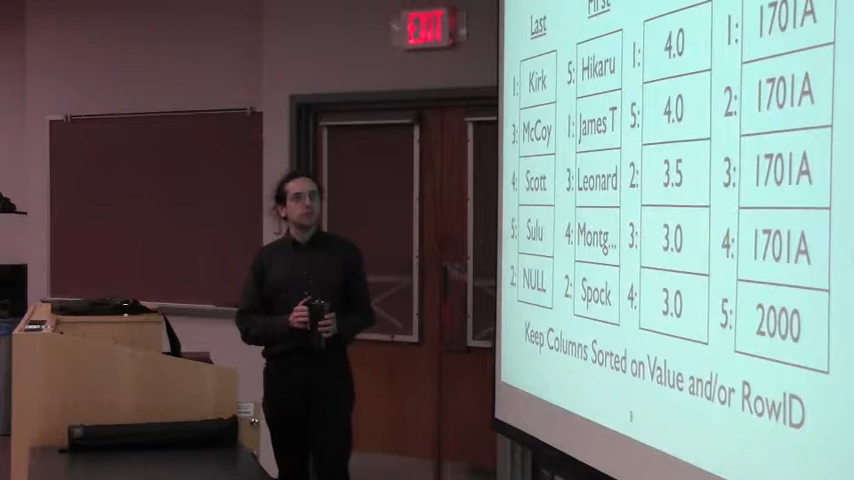 EXIT
Last First
1: Kirk 5: Hikaru 1: 4.0 1: 1701A
3: McCoy 1: James T 5: 4.0 2: 1701A
4: Scott 3: Leonard 2: 3.5 3: 1701A
5: Sulu 4: Montg... 3: 3.0 4: 1701A
2: NULL 2: Spock 4: 3.0 5: 2000
Keep Columns Sorted on Value and/or RowID
8